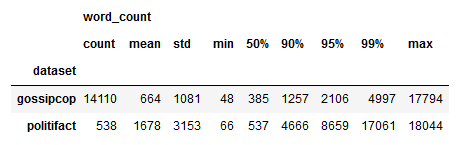 word_count
count mean std min 50% 90% 95% 99% max
dataset
gossipcop 14110 664 1081 48 385 1257 2106 4997 17794
politifact 538 1678 3153 66 537 4666 8659 17061 18044